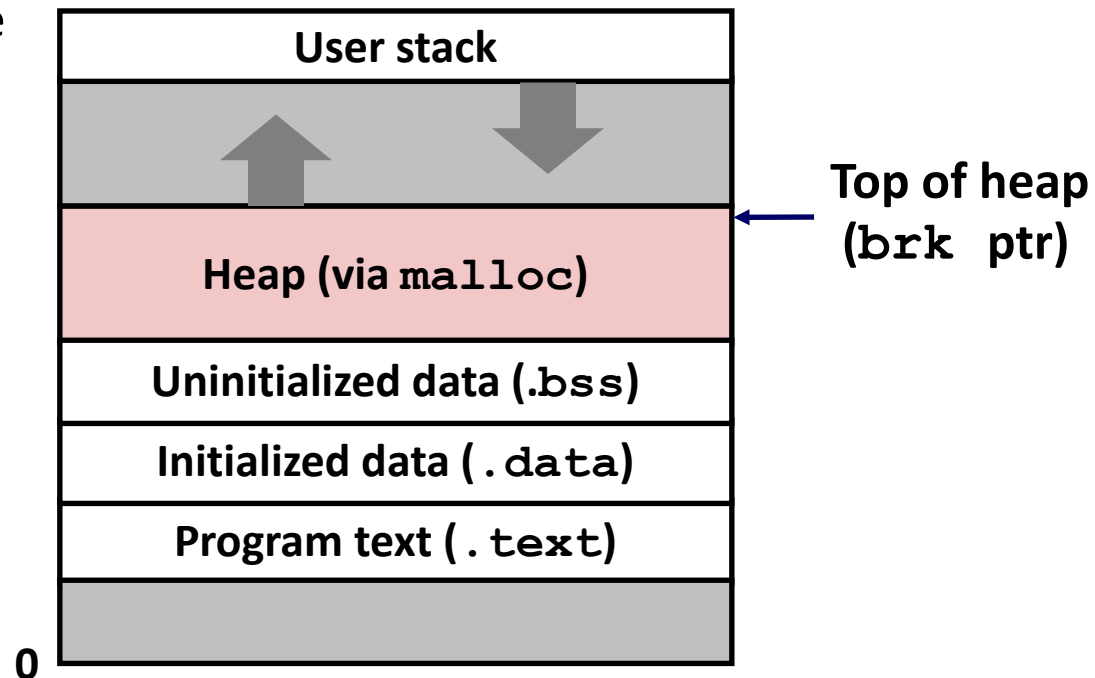 e
User stack
Top of heap
(brk ptr)
Heap (via malloc)
Uninitialized data (.bss)
Initialized data (.data)
Program text (.text)
0